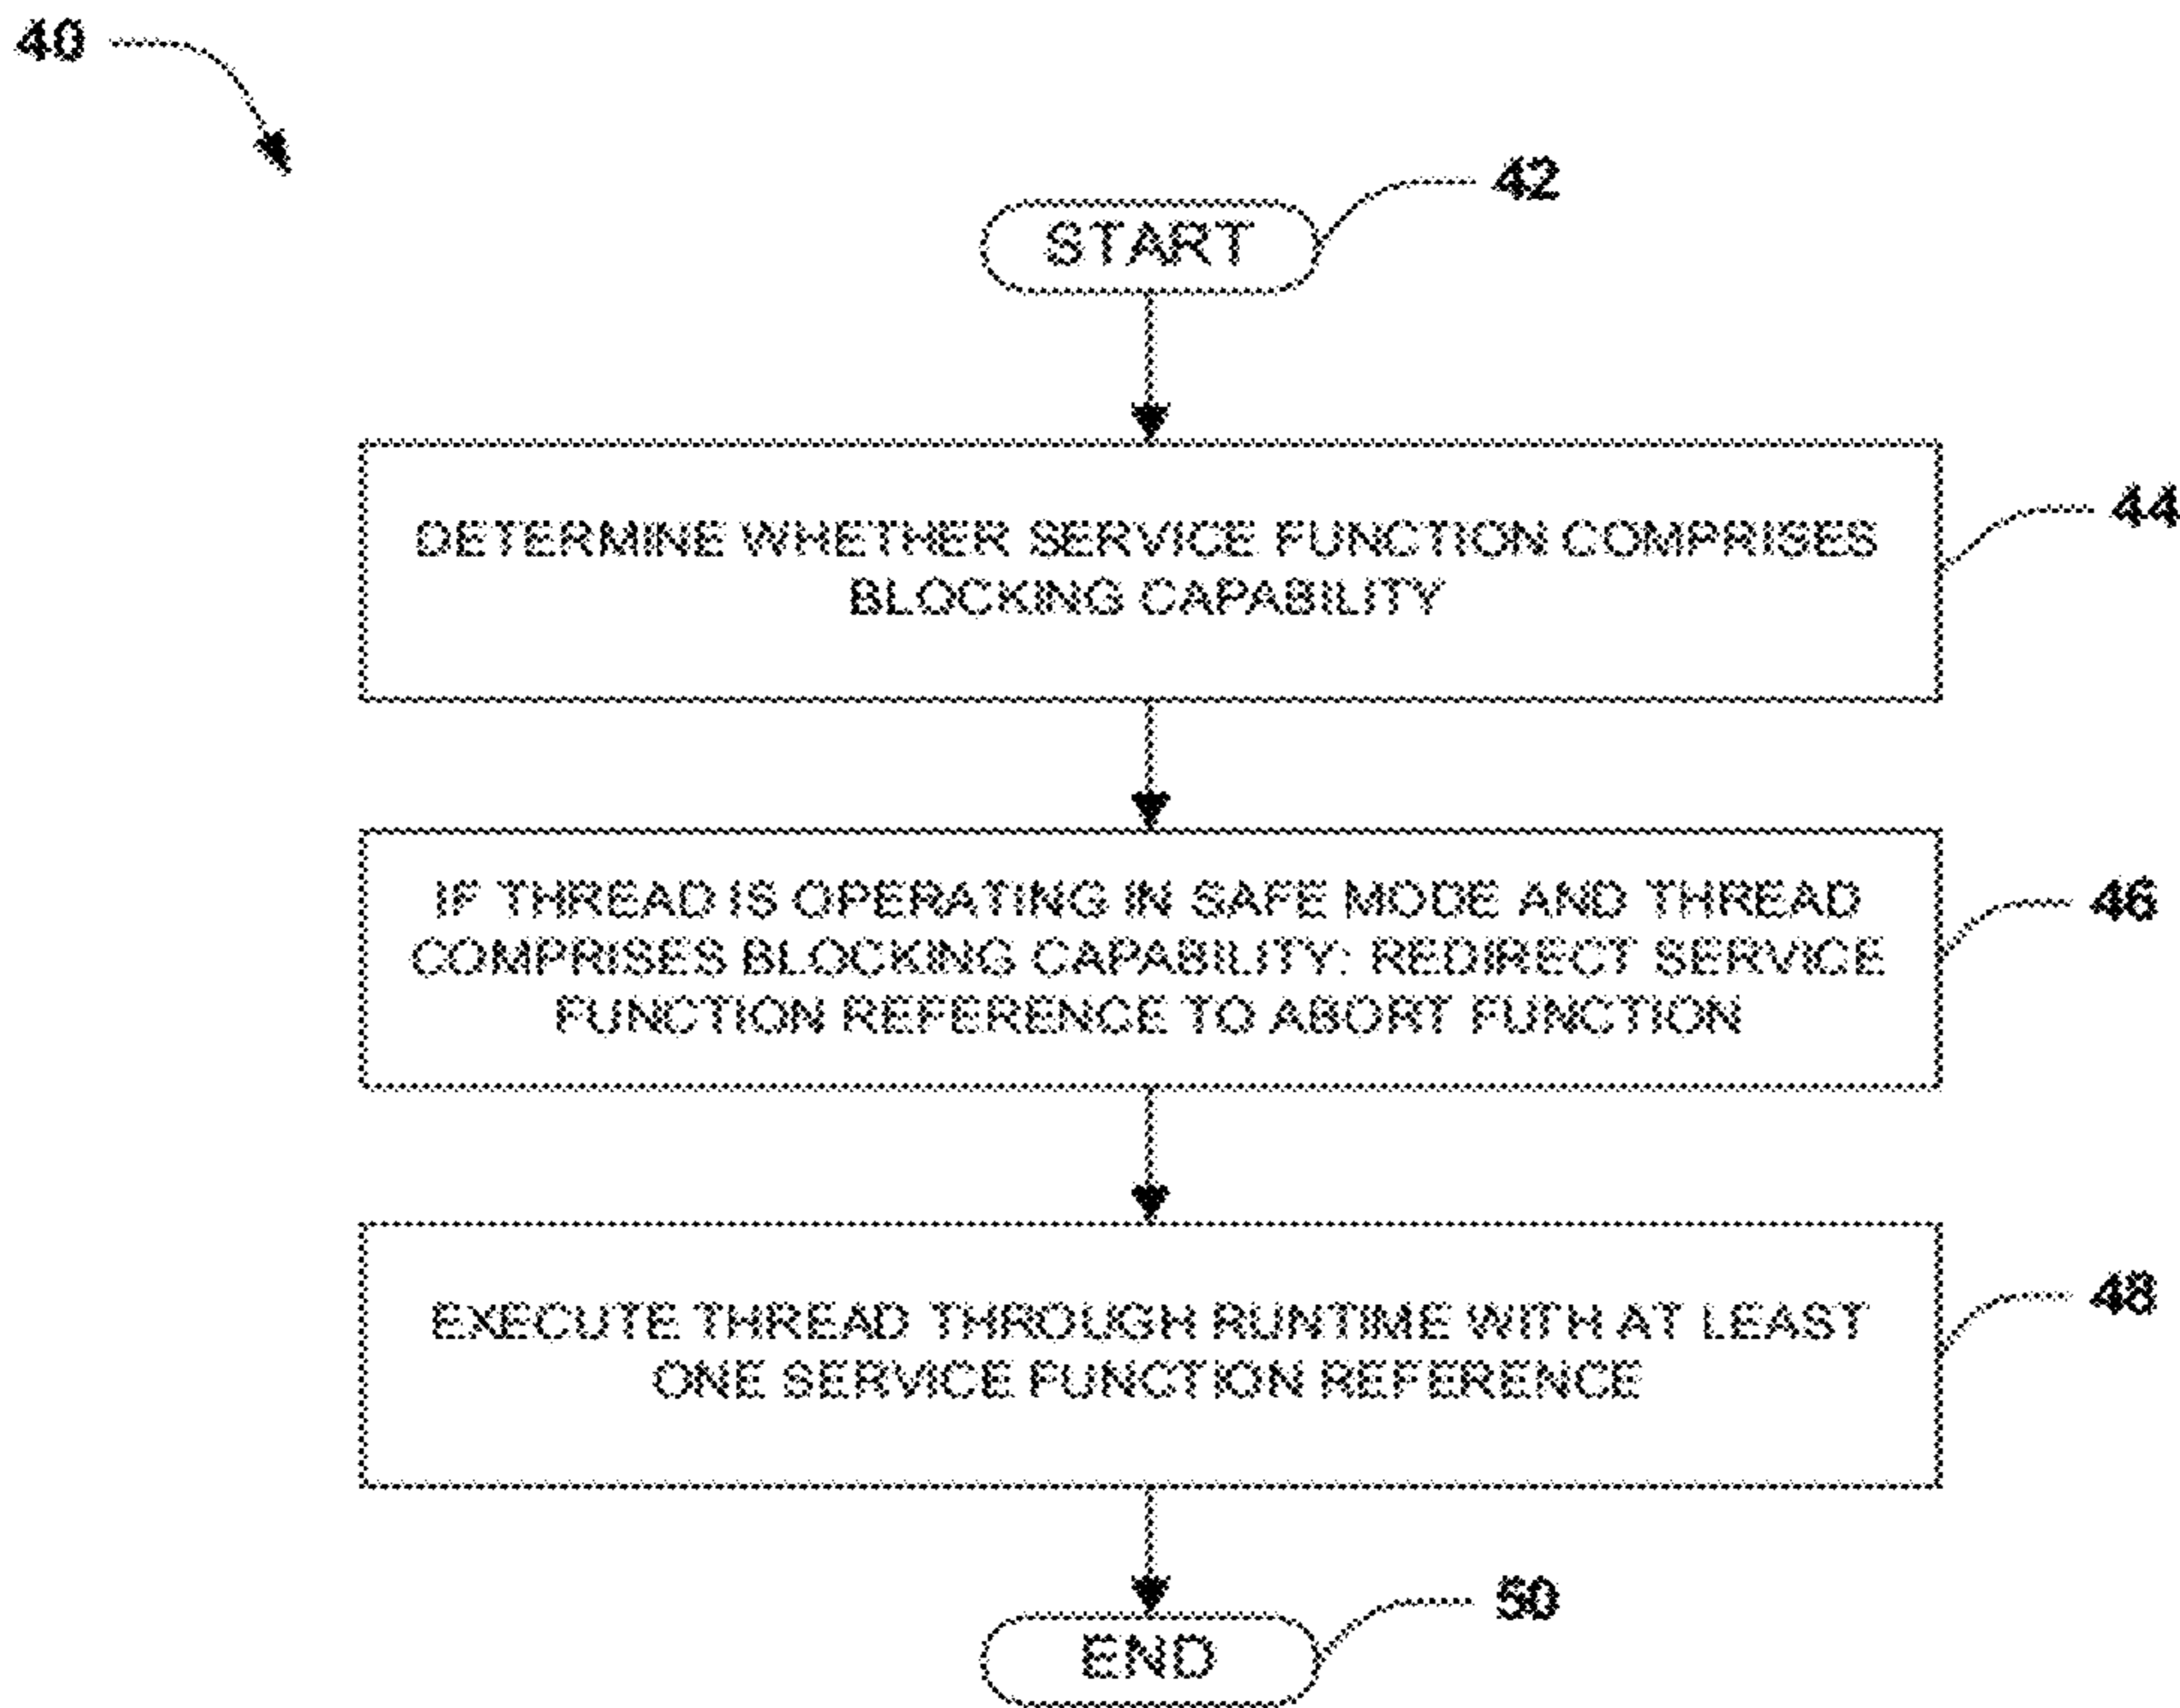 40
42
START
44
DETERMINE WHETHER SERVICE FUNCTION COMPRISES
BLOCKING CAPABILITY
46
IF THREAD IS OPERATING IN SAFE MODE AND THREAD
COMPRISES BLOCKING CAPABILITY: REDIRECT SERVICE
FUNCTION REFERENCE TO ABORT FUNCTION
48
EXECUTE THREAD THROUGH RUNTIME WITH AT LEAST
ONE SERVICE FUNCTION REFERENCE
50
END